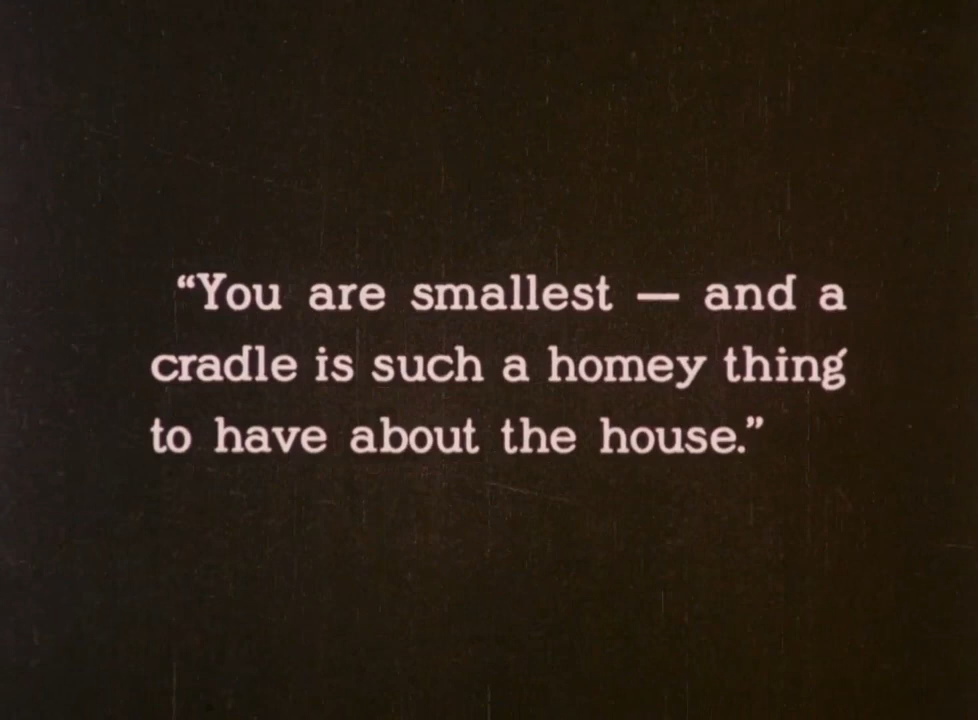 “You are smallest — and a
cradle is such a homey thing
to have about the house.”